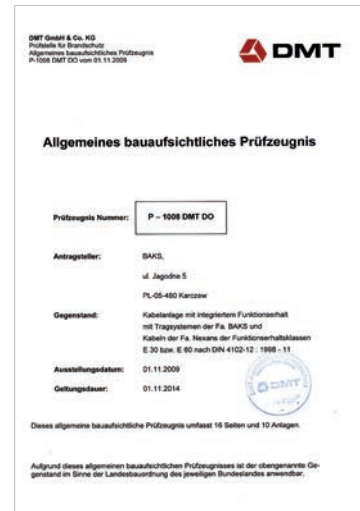 DMT GmbH & Co. KG
Prüfstelle für Brandschutz
Allgemeines bauaufsichtliches Prüfzeugnis
P-1008 DMT DO vom 01.11.2009
DMT
Allgemeines bauaufsichtliches Prüfzeugnis
Prüfzeugnis Nummer: P – 1008 DMT DO
Antragsteller: BAKS,
ul. Jagodne 5
PL-05-480 Karczew
Gegenstand: Kabelanlage mit integriertem Funktionserhalt
mit Tragsystemen der Fa. BAKS und
Kabeln der Fa. Nexans der Funktionserhaltsklassen
E 30 bzw. E 60 nach DIN 4102-12 : 1998 - 11
Ausstellungsdatum: 01.11.2009
Geltungsdauer: 01.11.2014
DMT
Dieses allgemeine bauaufsichtliche Prüfzeugnis umfasst 16 Seiten und 10 Anlagen.
Aufgrund dieses allgemeinen bauaufsichtlichen Prüfzeugnisses ist der obengenannte Ge-
genstand im Sinne der Landesbauordnung des jeweiligen Bundeslandes anwendbar.